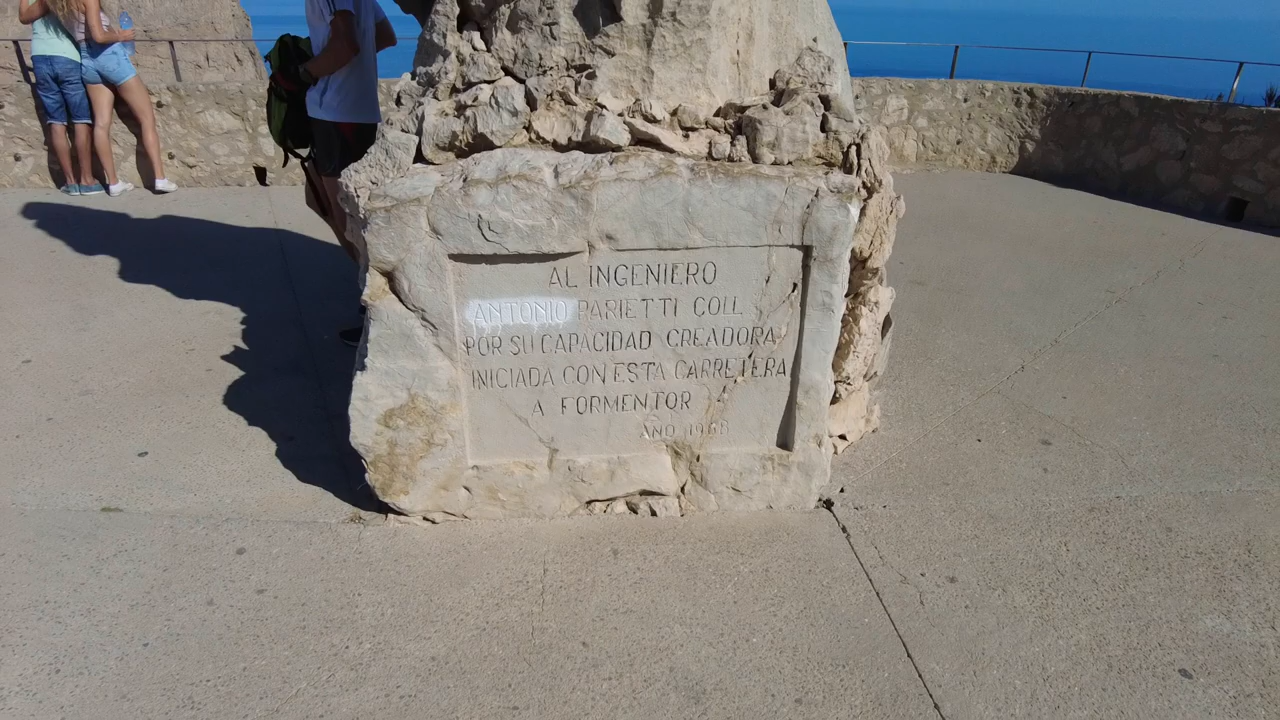 AL INGENIERO
ANTONIO PARIETTI COLL
POR SU CAPACIDAD CREADORA
INICIADA CON ESTA CARRETERA
A FORMENTOR
AÑO 1968